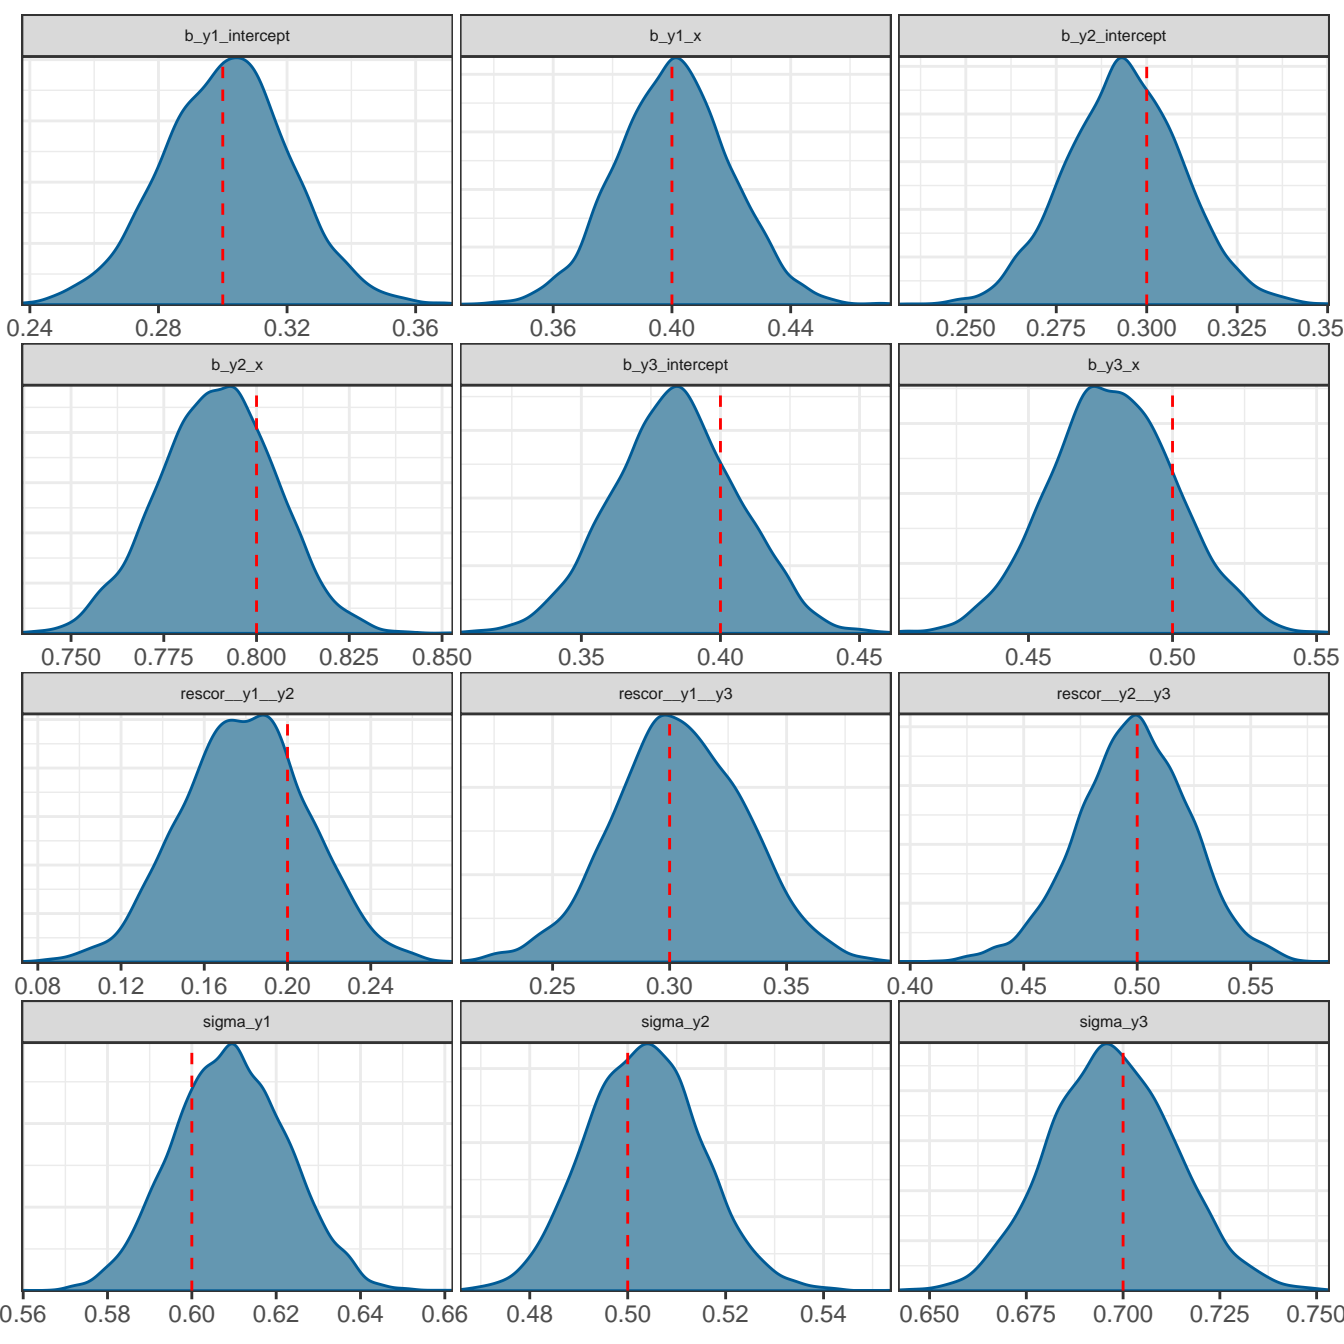 b_y1_intercept b_y1_x b_y2_intercept
0.24 0.28 0.32 0.36 0.36 0.40 0.44 0.250 0.275 0.300 0.325 0.35
b_y2_x b_y3_intercept b_y3_x
0.750 0.775 0.800 0.825 0.850 0.35 0.40 0.45 0.45 0.50 0.55
rescor__y1__y2 rescor__y1__y3 rescor__y2__y3
0.08 0.12 0.16 0.20 0.24 0.25 0.30 0.35 0.40 0.45 0.50 0.55
sigma_y1 sigma_y2 sigma_y3
0.56 0.58 0.60 0.62 0.64 0.66 0.48 0.50 0.52 0.54 0.650 0.675 0.700 0.725 0.750